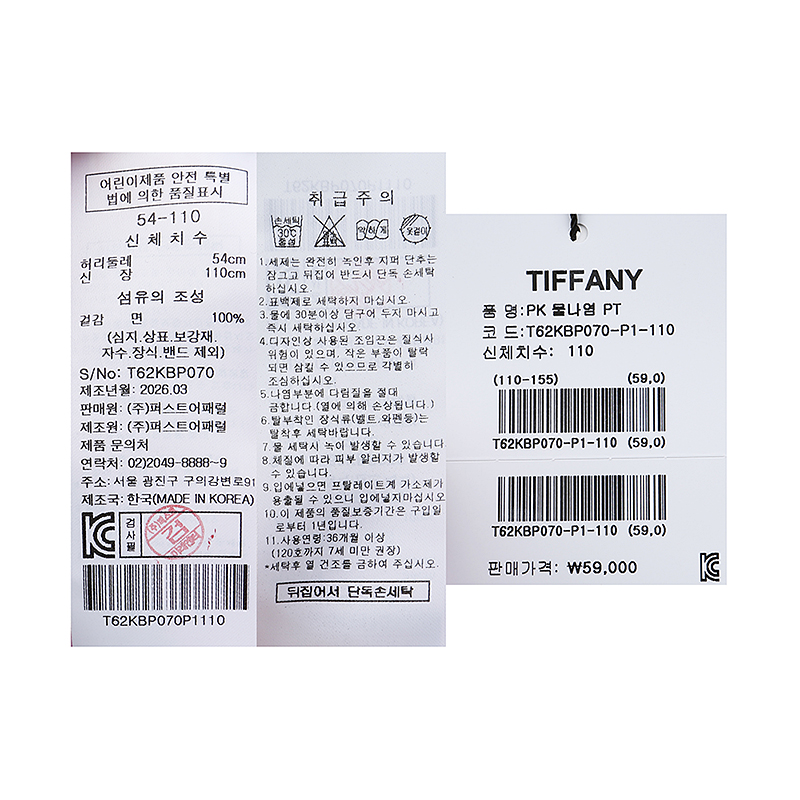 어린이제품 안전 특별
법에 의한 품질표시
54-110
신체치수
허리둘레 54cm
신 장 110cm
섬유의 조성
겉감 면 100%
(심지.상표.보강재.
자수.장식.밴드 제외)
S/No: T62KBP070
제조년월: 2026.03
판매원: (주)퍼스트어패럴
제조원: (주)퍼스트어패럴
제품 문의처
연락처: 02)2049-8888~9
주소: 서울 광진구 구의강변로91
제조국: 한국(MADE IN KOREA)
검사필
검
T62KBP070P1110
취급주의
손세탁
30℃
중성
약하게
옷걸이
1.세제는 완전히 녹인후 지퍼 단추는
잠그고 뒤집어 반드시 단독 손세탁
하십시오.
2.표백제로 세탁하지 마십시오.
3.물에 30분이상 담구어 두지 마시고
즉시 세탁하십시오.
4.디자인상 사용된 조임끈은 질식사
위험이 있으며, 작은 부품이 탈락
되면 삼킬 수 있으므로 각별히
조심하십시오.
5.나염부분에 다림질을 절대
금합니다.(열에 의해 손상됩니다.)
6.탈부착인 장식류(벨트,와펜등)는
탈착후 세탁바랍니다.
7.물 세탁시 녹이 발생할 수 있습니다
8.체질에 따라 피부 알러지가 발생할
수 있습니다.
9.입에넣으면 프탈레이트계 가소제가
용출될 수 있으니 입에넣지마십시오
10.이 제품의 품질보증기간은 구입일
로부터 1년입니다.
11.사용연령:36개월 이상
(120호까지 7세 미만 권장)
*세탁후 열 건조를 금하여 주십시오.
뒤집어서 단독손세탁
TIFFANY
품 명:PK 물나염 PT
코 드:T62KBP070-P1-110
신체치수: 110
(110-155) (59,0)
T62KBP070-P1-110 (59,0)
T62KBP070-P1-110 (59,0)
판매가격: ₩59,000